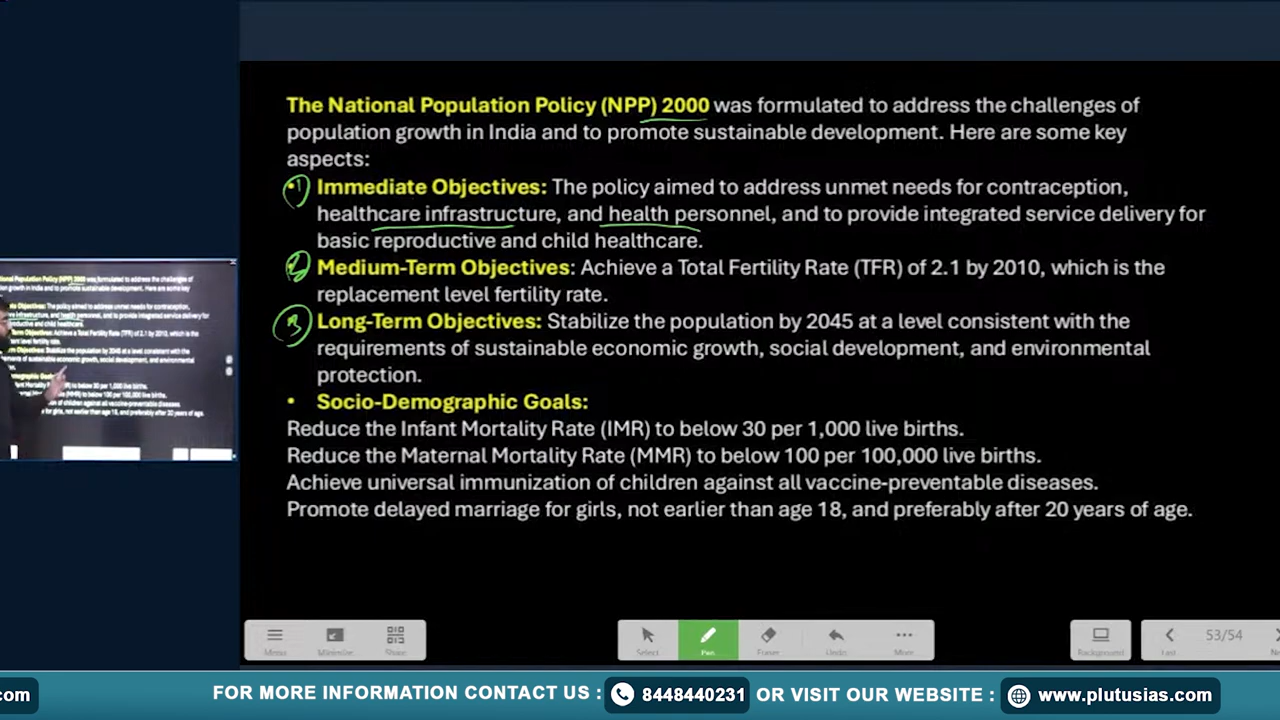 The National Population Policy (NPP) 2000 was formulated to address the challenges of
population growth in India and to promote sustainable development. Here are some key
aspects:
1 Immediate Objectives: The policy aimed to address unmet needs for contraception,
healthcare infrastructure, and health personnel, and to provide integrated service delivery for
basic reproductive and child healthcare.
2 Medium-Term Objectives: Achieve a Total Fertility Rate (TFR) of 2.1 by 2010, which is the
replacement level fertility rate.
3 Long-Term Objectives: Stabilize the population by 2045 at a level consistent with the
requirements of sustainable economic growth, social development, and environmental
protection.
• Socio-Demographic Goals:
Reduce the Infant Mortality Rate (IMR) to below 30 per 1,000 live births.
Reduce the Maternal Mortality Rate (MMR) to below 100 per 100,000 live births.
Achieve universal immunization of children against all vaccine-preventable diseases.
Promote delayed marriage for girls, not earlier than age 18, and preferably after 20 years of age.
Menu Minimize Share Select Pen Eraser Undo More Background Last 53/54
.com FOR MORE INFORMATION CONTACT US : 8448440231 OR VISIT OUR WEBSITE : www.plutusias.com